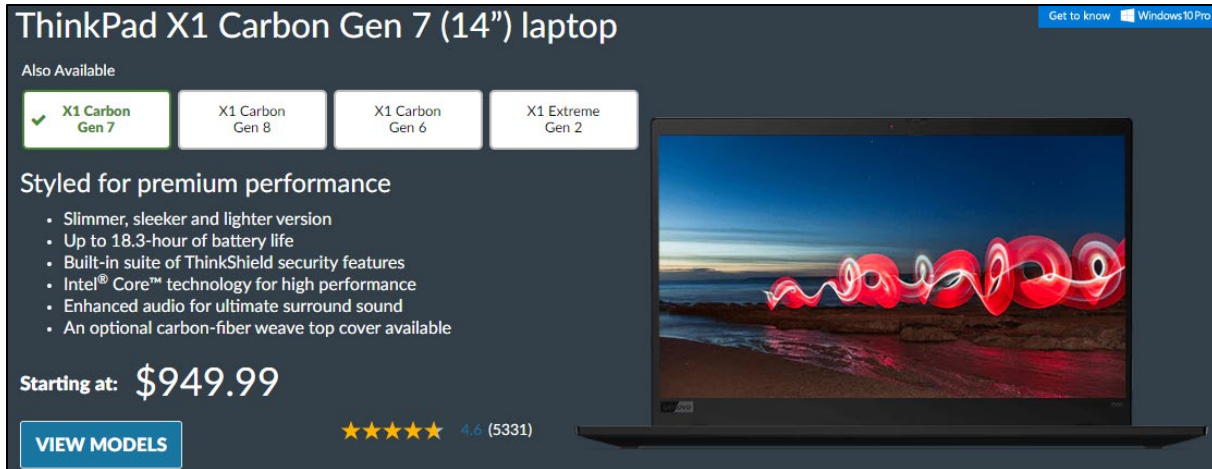 ThinkPad X1 Carbon Gen 7 (14”) laptop
Get to know Windows10Pro
Also Available
X1 Carbon
Gen 7
X1 Carbon
Gen 8
X1 Carbon
Gen 6
X1 Extreme
Gen 2
Styled for premium performance
• Slimmer, sleeker and lighter version
• Up to 18.3-hour of battery life
• Built-in suite of ThinkShield security features
• Intel® Core™ technology for high performance
• Enhanced audio for ultimate surround sound
• An optional carbon-fiber weave top cover available
Starting at: $949.99
VIEW MODELS
4.6 (5331)
Lenovo